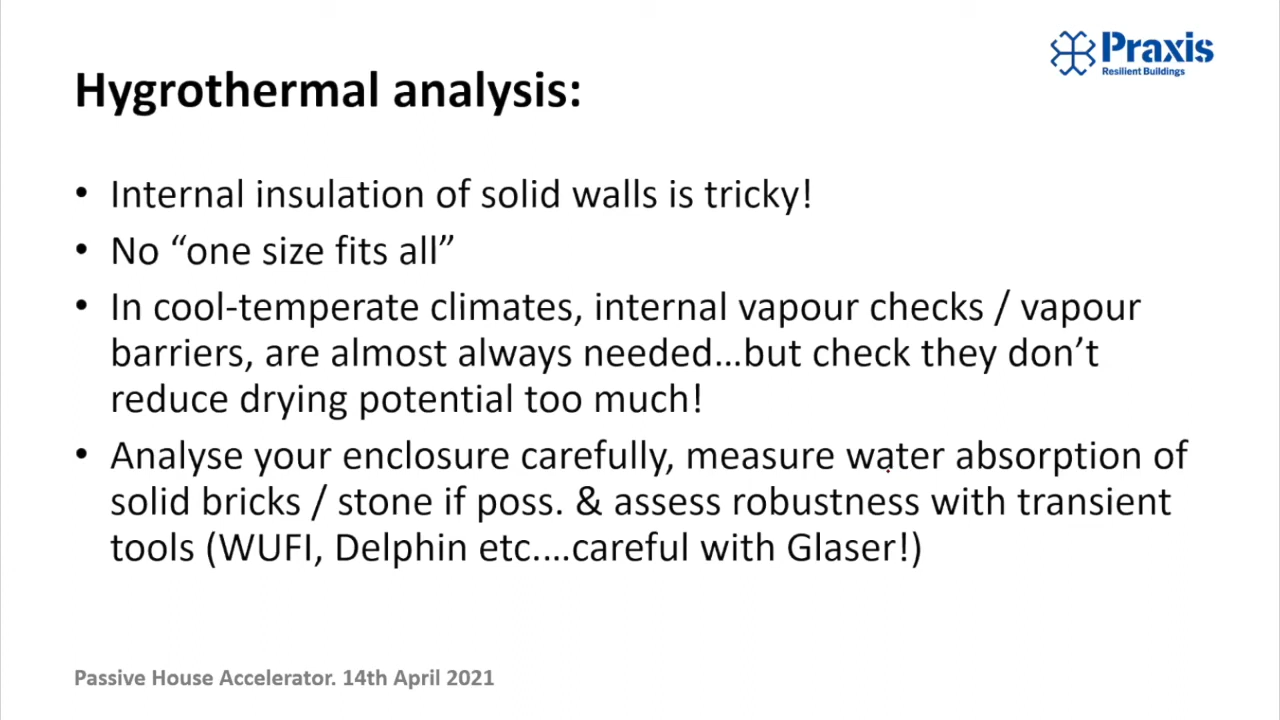 Praxis
Resilient Buildings
Hygrothermal analysis:
• Internal insulation of solid walls is tricky!
• No “one size fits all”
• In cool-temperate climates, internal vapour checks / vapour
barriers, are almost always needed…but check they don’t
reduce drying potential too much!
• Analyse your enclosure carefully, measure water absorption of
solid bricks / stone if poss. & assess robustness with transient
tools (WUFI, Delphin etc.…careful with Glaser!)
Passive House Accelerator. 14th April 2021